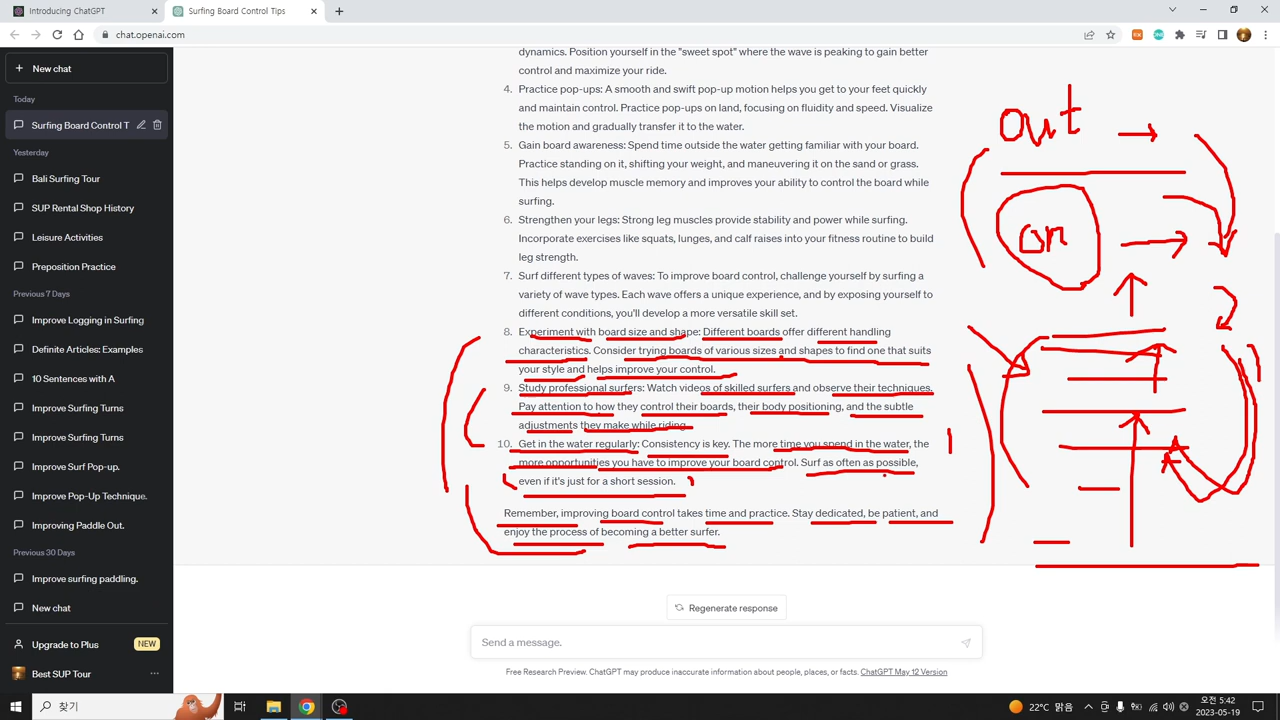 Introducing ChatGPT
Surfing Board Control Tips
chat.openai.com
New chat
Today
Surfing Board Control T
Yesterday
Bali Surfing Tour
SUP Rental Shop History
Leisure Activities
Preposition Practice
Previous 7 Days
Improve Logging in Surfing
Definite Articles: Examples
10 Sentences with A
Improve Surfing Turns
Improve Surfing Turns
Improve Surf Pop-up.
Improve Pop-Up Technique.
Improving Paddle Out.
Previous 30 Days
Improve surfing paddling.
New chat
Upgrade to Plus NEW
Best SUP Tour
dynamics. Position yourself in the "sweet spot" where the wave is peaking to gain better
control and maximize your ride.
4. Practice pop-ups: A smooth and swift pop-up motion helps you get to your feet quickly
and maintain control. Practice pop-ups on land, focusing on fluidity and speed. Visualize
the motion and gradually transfer it to the water.
5. Gain board awareness: Spend time outside the water getting familiar with your board.
Practice standing on it, shifting your weight, and maneuvering it on the sand or grass.
This helps develop muscle memory and improves your ability to control the board while
surfing.
6. Strengthen your legs: Strong leg muscles provide stability and power while surfing.
Incorporate exercises like squats, lunges, and calf raises into your fitness routine to build
leg strength.
7. Surf different types of waves: To improve board control, challenge yourself by surfing a
variety of wave types. Each wave offers a unique experience, and by exposing yourself to
different conditions, you'll develop a more versatile skill set.
8. Experiment with board size and shape: Different boards offer different handling
characteristics. Consider trying boards of various sizes and shapes to find one that suits
your style and helps improve your control.
9. Study professional surfers: Watch videos of skilled surfers and observe their techniques.
Pay attention to how they control their boards, their body positioning, and the subtle
adjustments they make while riding.
10. Get in the water regularly: Consistency is key. The more time you spend in the water, the
more opportunities you have to improve your board control. Surf as often as possible,
even if it's just for a short session.
Remember, improving board control takes time and practice. Stay dedicated, be patient, and
enjoy the process of becoming a better surfer.
out
on
Regenerate response
Send a message.
Free Research Preview. ChatGPT may produce inaccurate information about people, places, or facts. ChatGPT May 12 Version
찾기
22°C 맑음
오전 5:42
2023-05-19